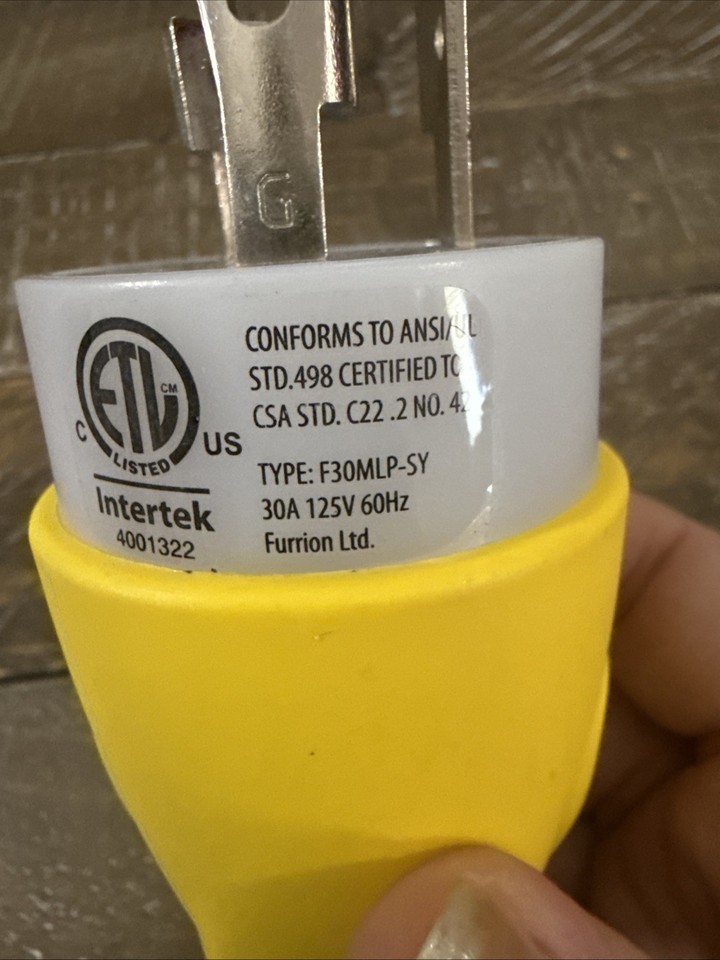 G
CONFORMS TO ANSI/UL
STD.498 CERTIFIED TO
CSA STD. C22 .2 NO. 42
TYPE: F30MLP-SY
30A 125V 60Hz
Furrion Ltd.
ETL CM
C US
LISTED
Intertek
4001322